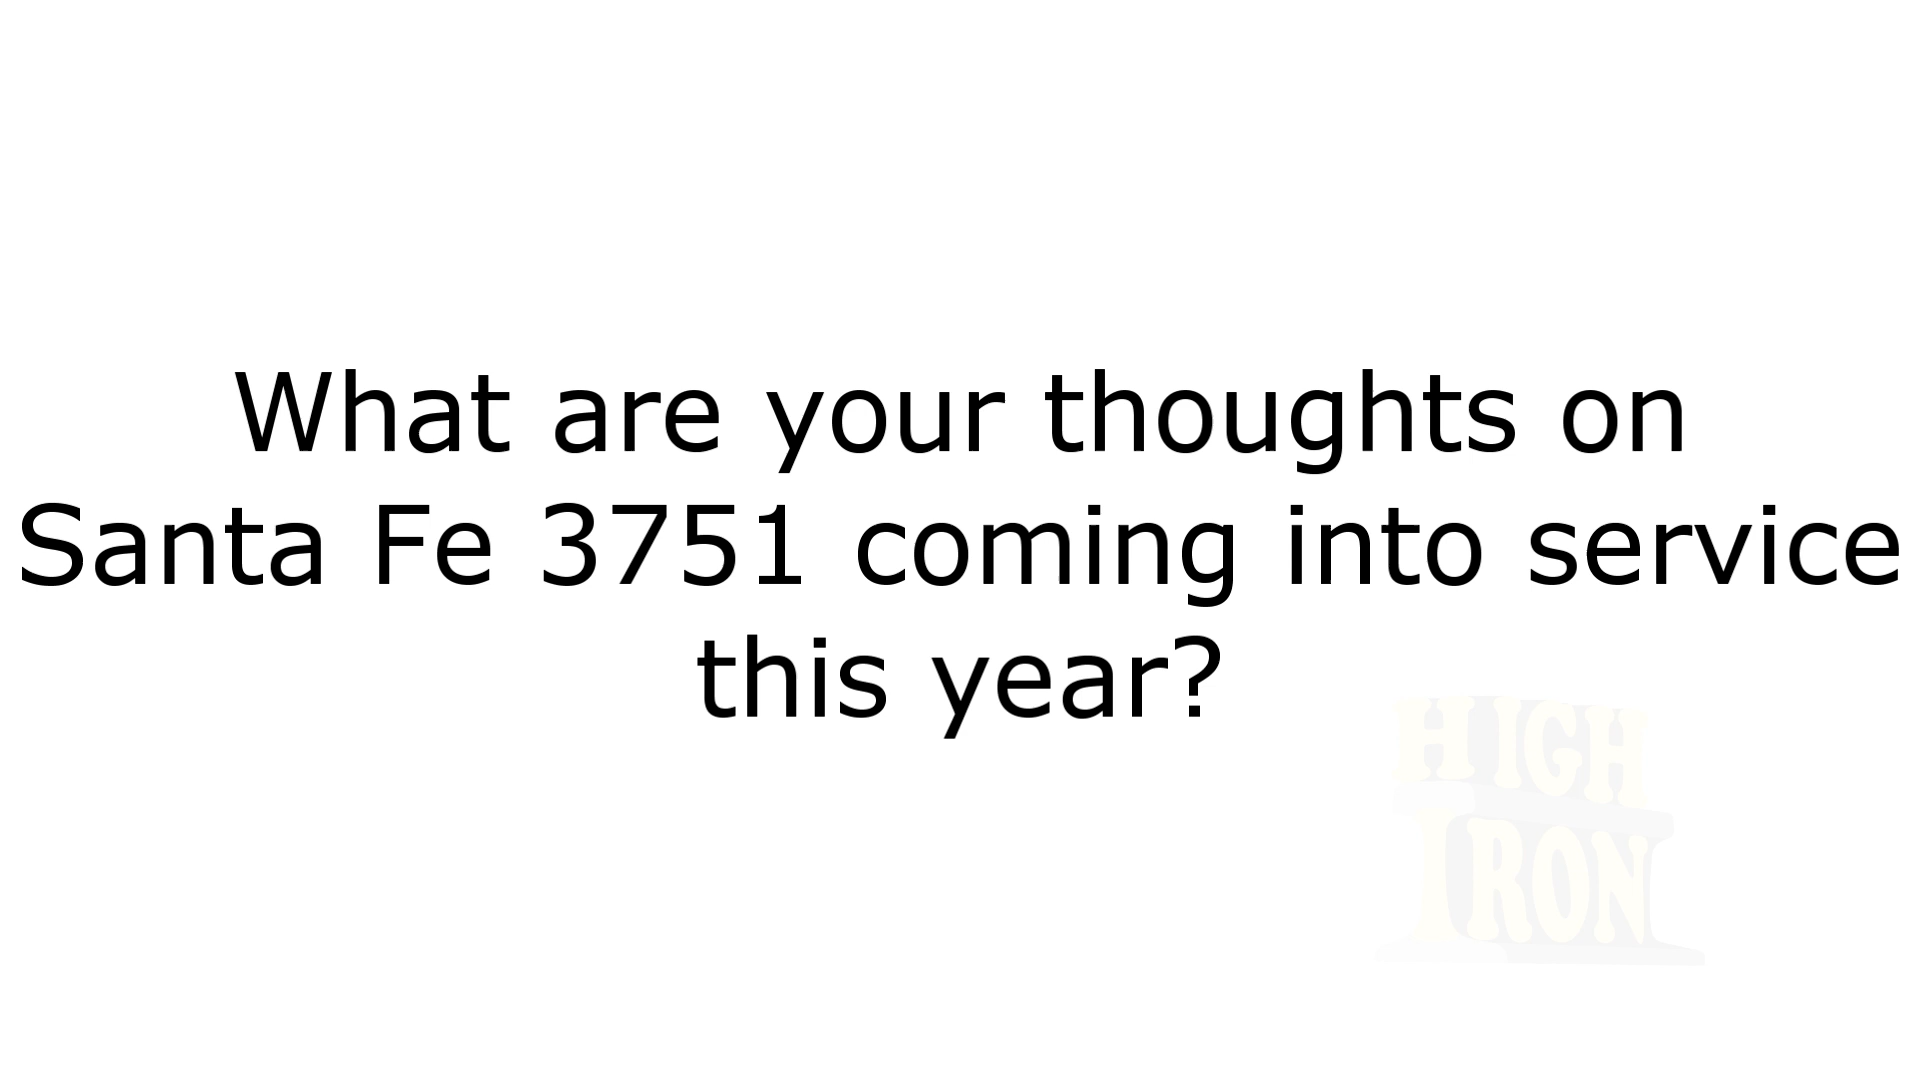 What are your thoughts on
Santa Fe 3751 coming into service
this year?
HIGH
IRON